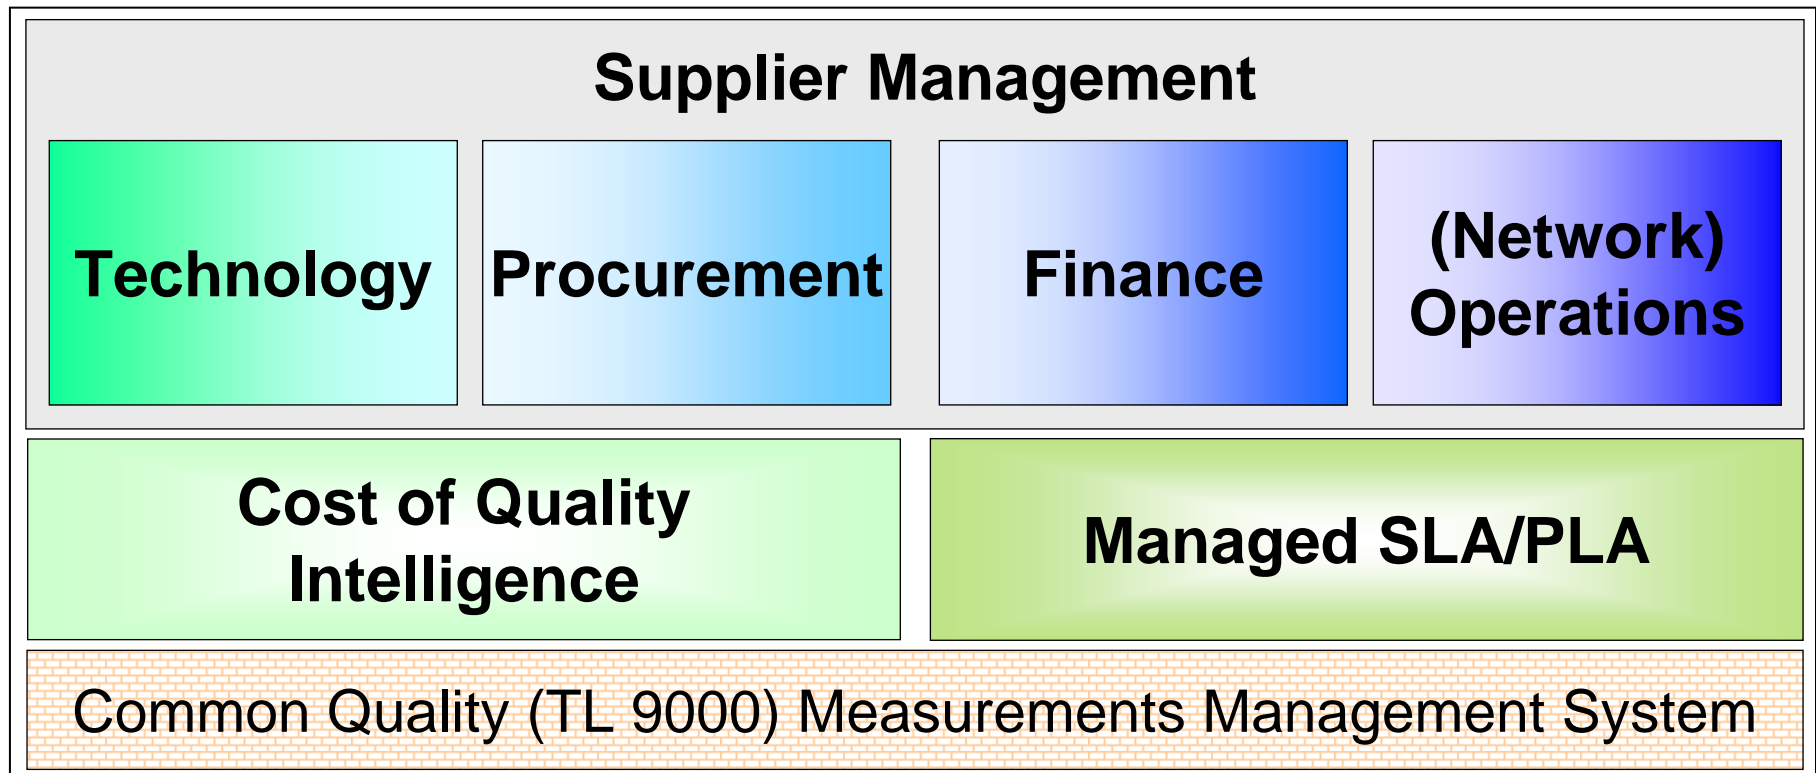 Supplier Management
Technology
Procurement
Finance
(Network)
Operations
Cost of Quality
Intelligence
Managed SLA/PLA
Common Quality (TL 9000) Measurements Management System